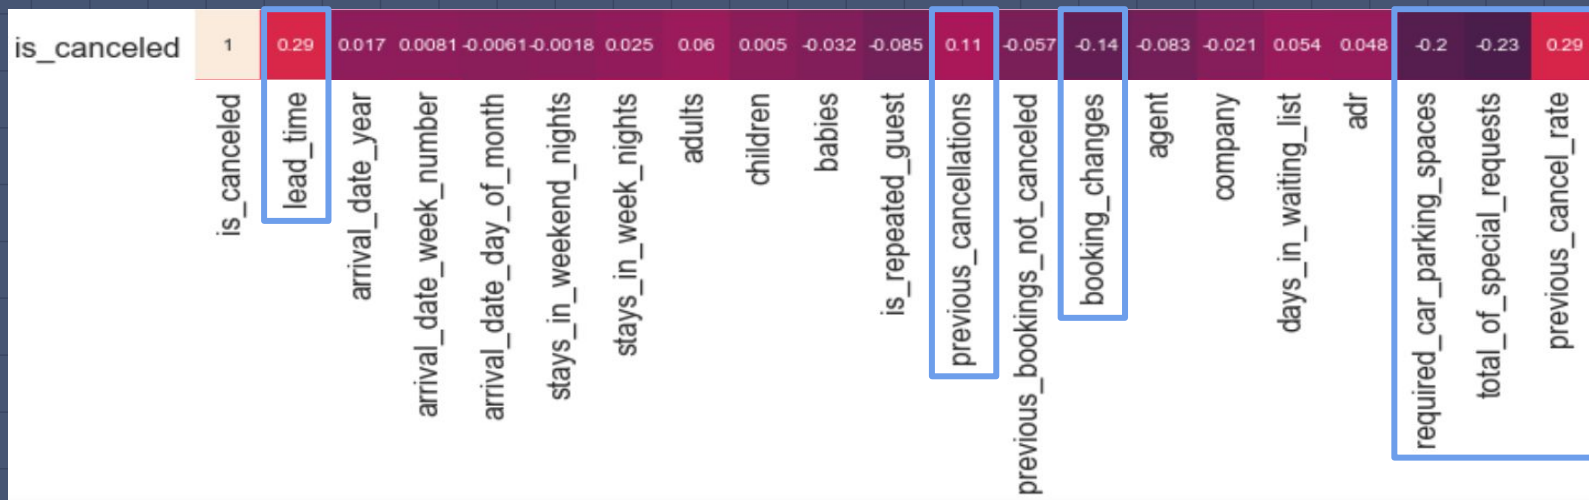 is_canceled 1 0.29 0.017 0.0081 -0.0061 -0.0018 0.025 0.06 0.005 -0.032 -0.085 0.11 -0.057 -0.14 -0.083 -0.021 0.054 0.048 -0.2 -0.23 0.29
is_canceled
lead_time
arrival_date_year
arrival_date_week_number
arrival_date_day_of_month
stays_in_weekend_nights
stays_in_week_nights
adults
children
babies
is_repeated_guest
previous_cancellations
previous_bookings_not_canceled
booking_changes
agent
company
days_in_waiting_list
adr
required_car_parking_spaces
total_of_special_requests
previous_cancel_rate